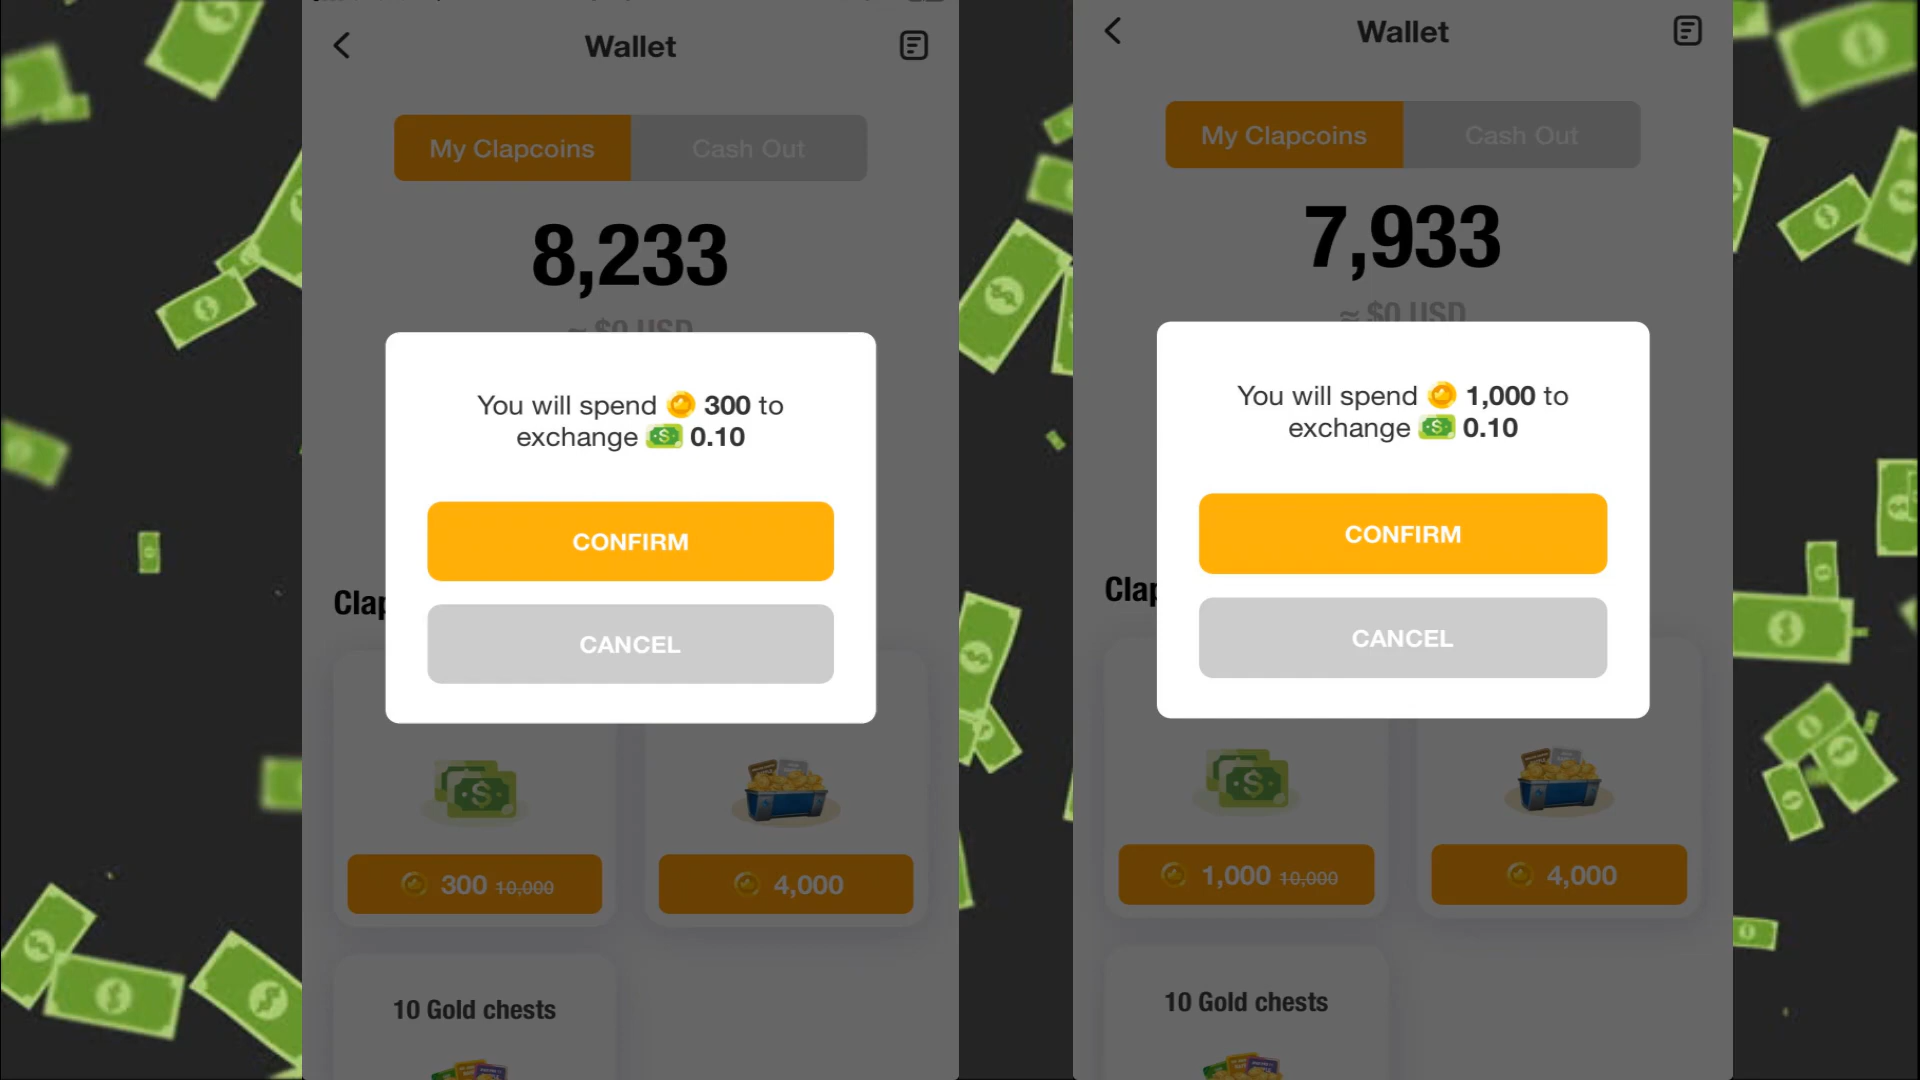 Wallet
My Clapcoins
Cash Out
8,233
≈ $0 USD
You will spend 300 to
exchange 0.10
CONFIRM
CANCEL
Clap
300 10,000
4,000
10 Gold chests
Wallet
My Clapcoins
Cash Out
7,933
≈ $0 USD
You will spend 1,000 to
exchange 0.10
CONFIRM
CANCEL
Clap
1,000 10,000
4,000
10 Gold chests